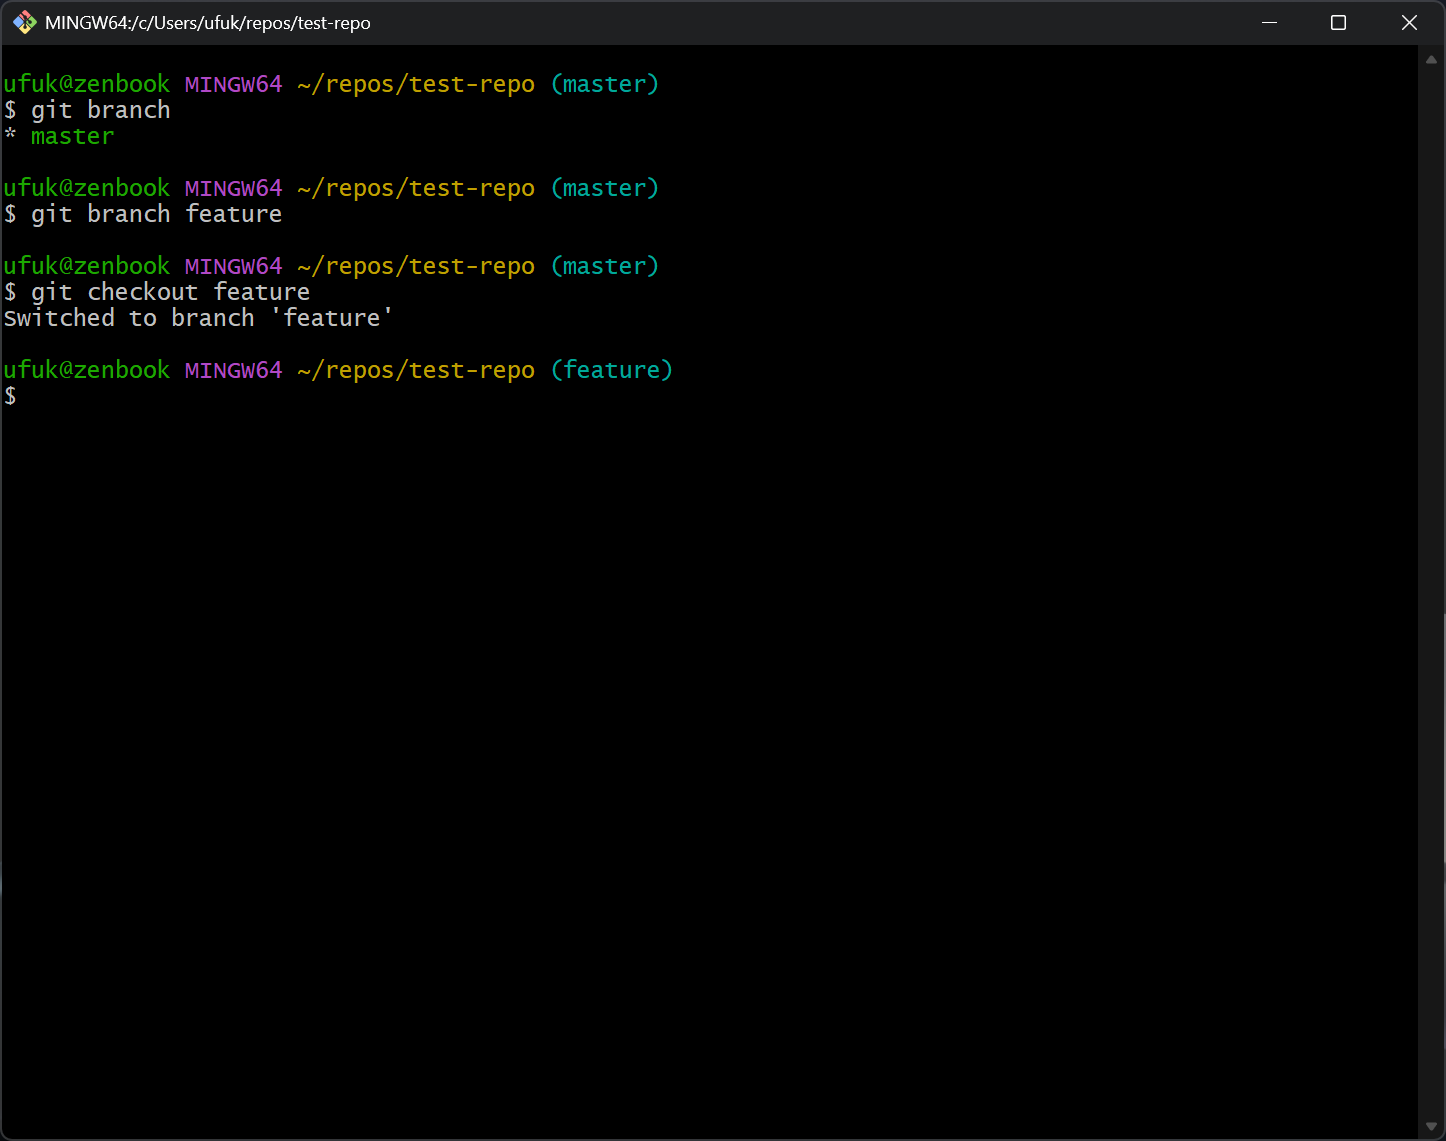 MINGW64:/c/Users/ufuk/repos/test-repo
ufuk@zenbook MINGW64 ~/repos/test-repo (master)
$ git branch
* master
ufuk@zenbook MINGW64 ~/repos/test-repo (master)
$ git branch feature
ufuk@zenbook MINGW64 ~/repos/test-repo (master)
$ git checkout feature
Switched to branch 'feature'
ufuk@zenbook MINGW64 ~/repos/test-repo (feature)
$